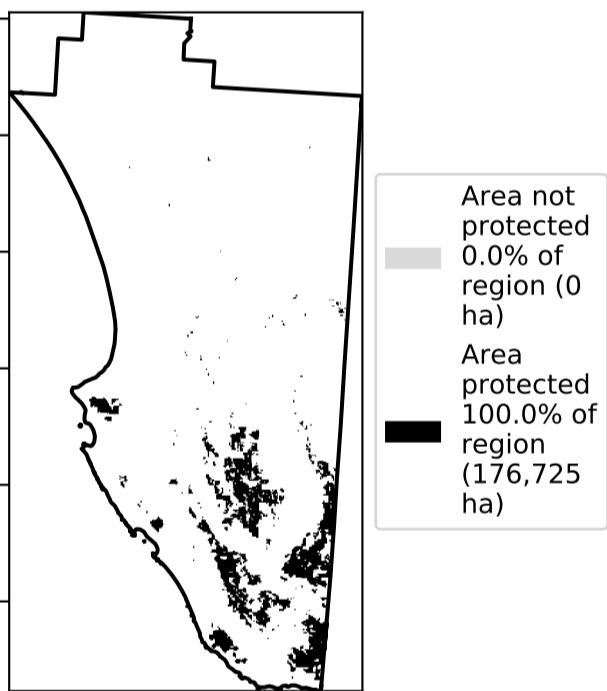 Area not
protected
0.0% of
region (0
ha)
Area
protected
100.0% of
region
(176,725
ha)